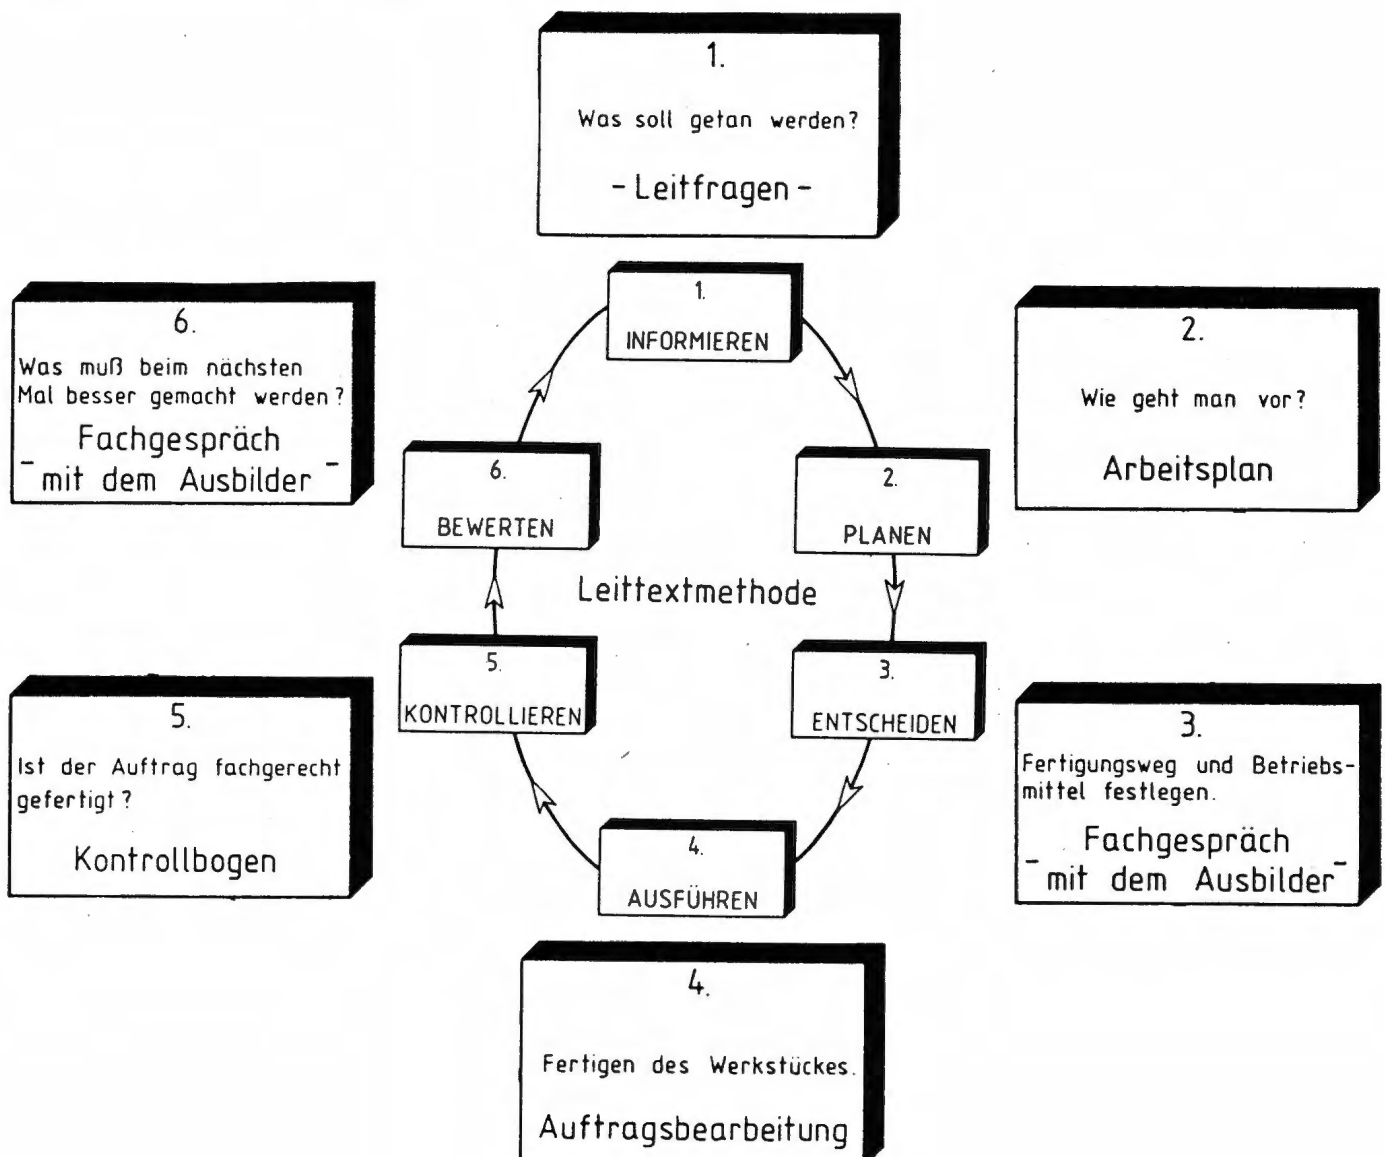 1.
Was soll getan werden?
- Leitfragen -
1.
INFORMIEREN
6.
Was muß beim nächsten
Mal besser gemacht werden?
Fachgespräch
- mit dem Ausbilder -
2.
Wie geht man vor?
Arbeitsplan
6.
BEWERTEN
2.
PLANEN
Leittextmethode
5.
KONTROLLIEREN
3.
ENTSCHEIDEN
5.
Ist der Auftrag fachgerecht
gefertigt?
Kontrollbogen
3.
Fertigungsweg und Betriebs-
mittel festlegen.
Fachgespräch
- mit dem Ausbilder -
4.
AUSFÜHREN
4.
Fertigen des Werkstückes.
Auftragsbearbeitung